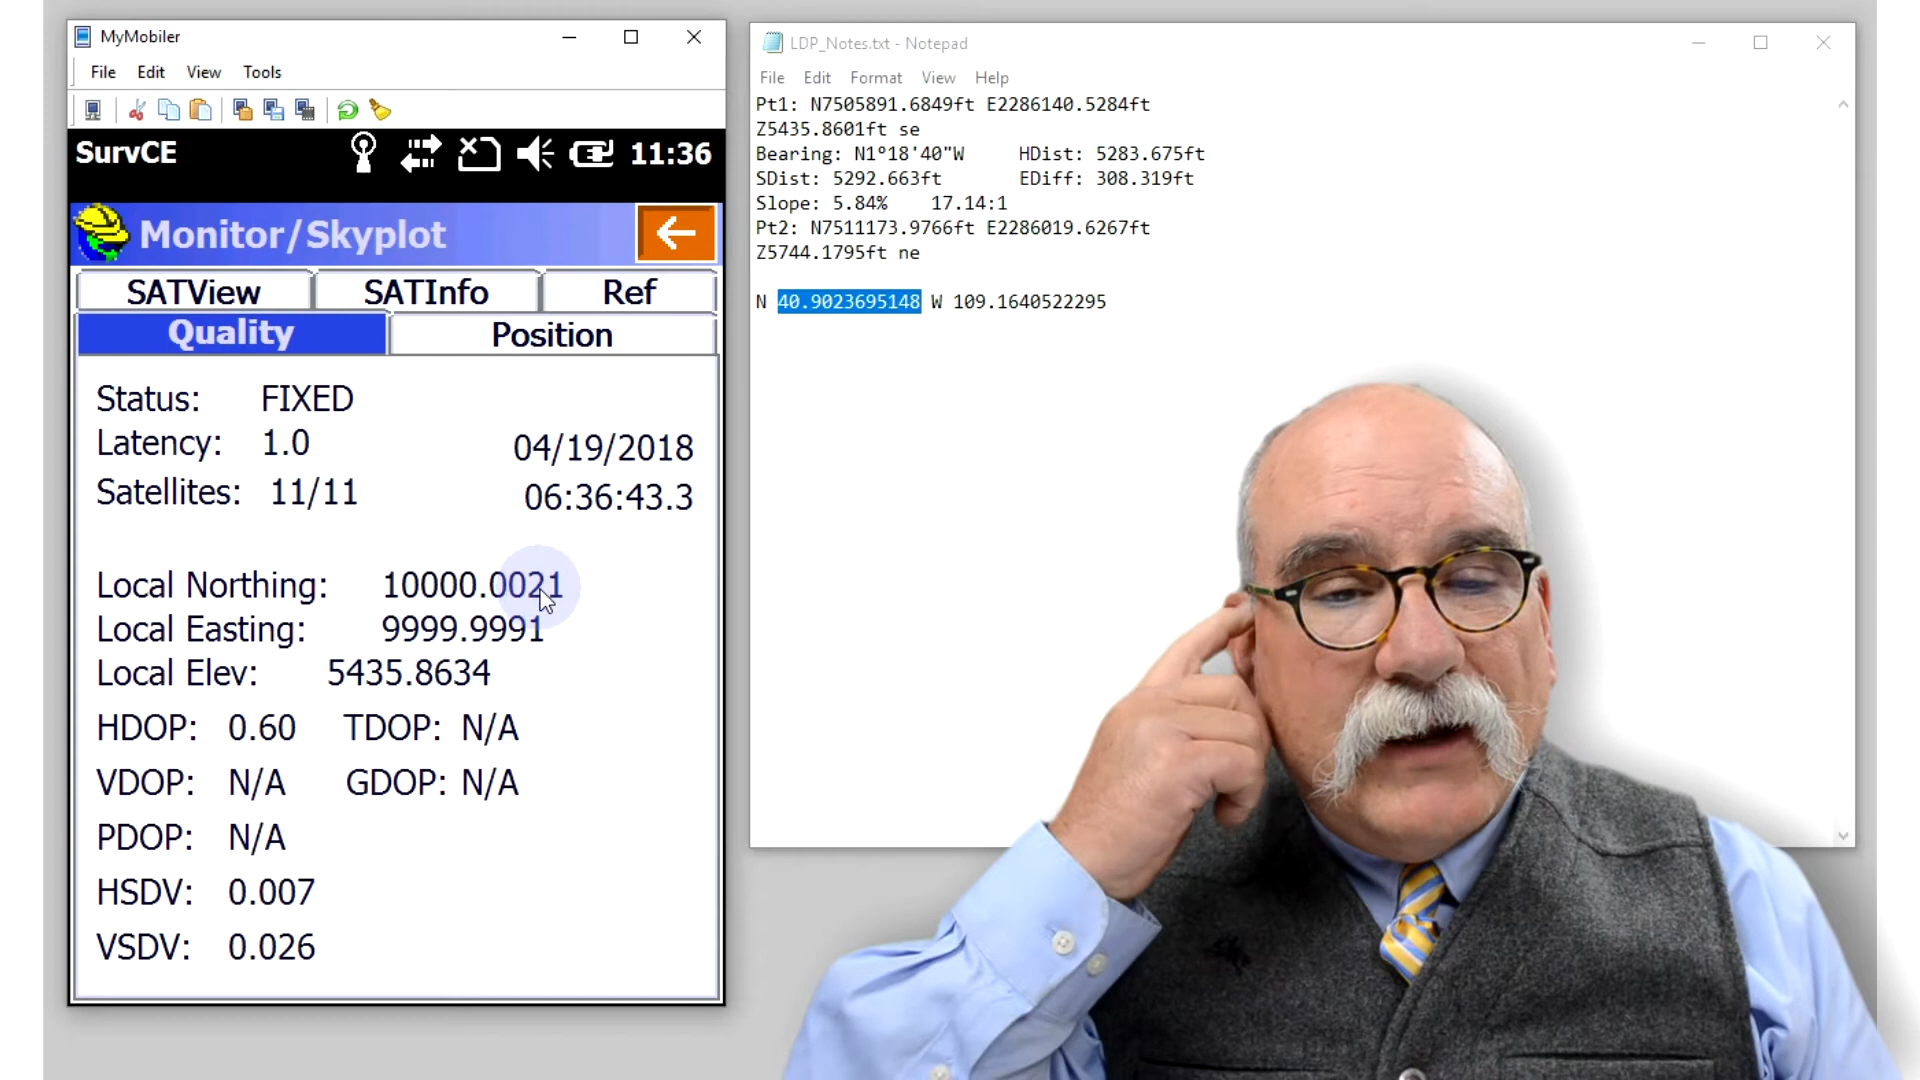 MyMobiler
File Edit View Tools
SurvCE 11:36
Monitor/Skyplot
SATView SATInfo Ref
Quality Position
Status: FIXED
Latency: 1.0
04/19/2018
Satellites: 11/11
06:36:43.3
Local Northing: 10000.0021
Local Easting: 9999.9991
Local Elev: 5435.8634
HDOP: 0.60 TDOP: N/A
VDOP: N/A GDOP: N/A
PDOP: N/A
HSDV: 0.007
VSDV: 0.026
LDP_Notes.txt - Notepad
File Edit Format View Help
Pt1: N7505891.6849ft E2286140.5284ft
Z5435.8601ft se
Bearing: N1°18'40"W HDist: 5283.675ft
SDist: 5292.663ft EDiff: 308.319ft
Slope: 5.84% 17.14:1
Pt2: N7511173.9766ft E2286019.6267ft
Z5744.1795ft ne
N 40.9023695148 W 109.1640522295